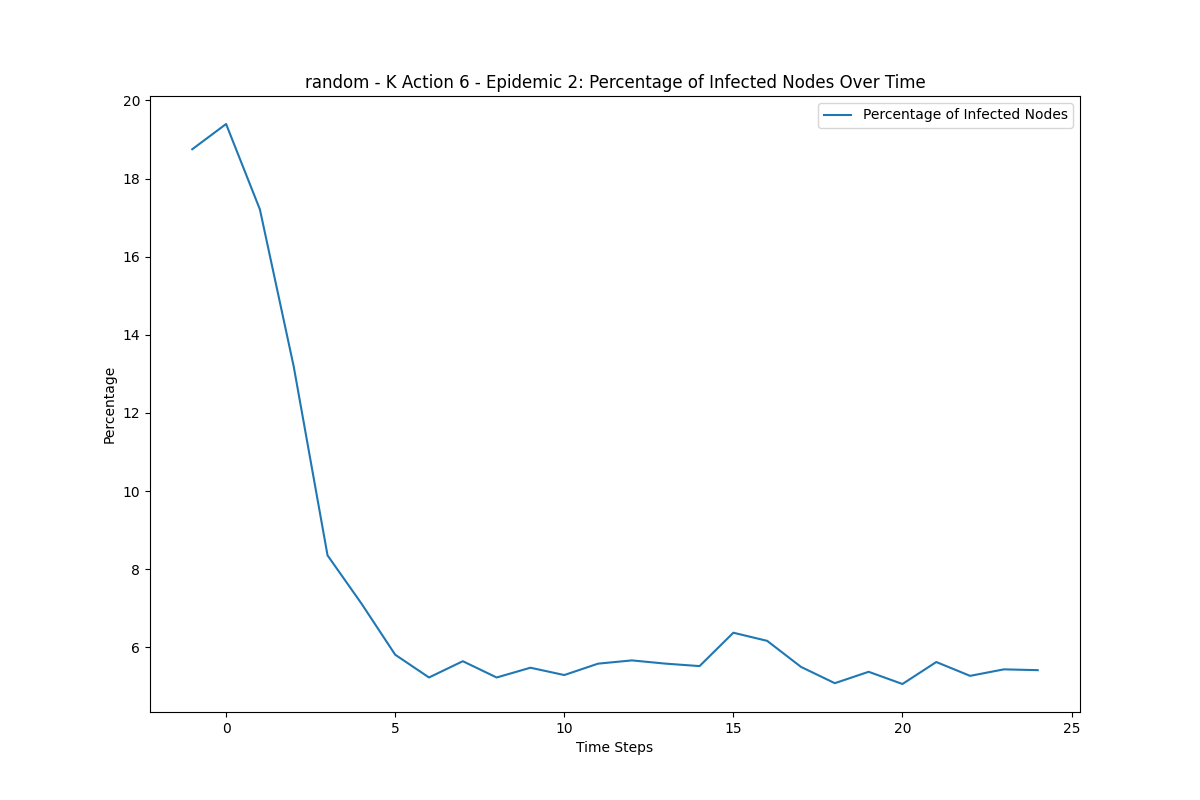 random - K Action 6 - Epidemic 2: Percentage of Infected Nodes Over Time
Percentage of Infected Nodes
20
18
16
14
12
10
8
6
Percentage
0 5 10 15 20 25
Time Steps